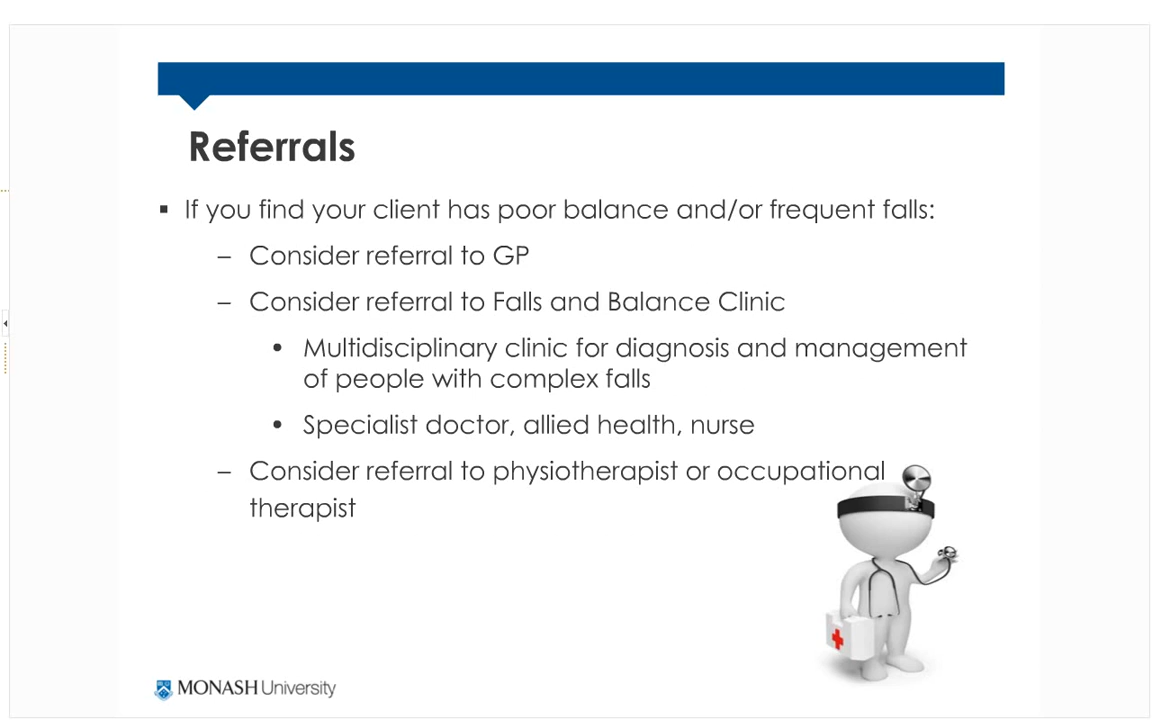 Referrals
▪ If you find your client has poor balance and/or frequent falls:
– Consider referral to GP
– Consider referral to Falls and Balance Clinic
• Multidisciplinary clinic for diagnosis and management
of people with complex falls
• Specialist doctor, allied health, nurse
– Consider referral to physiotherapist or occupational
therapist
MONASH University